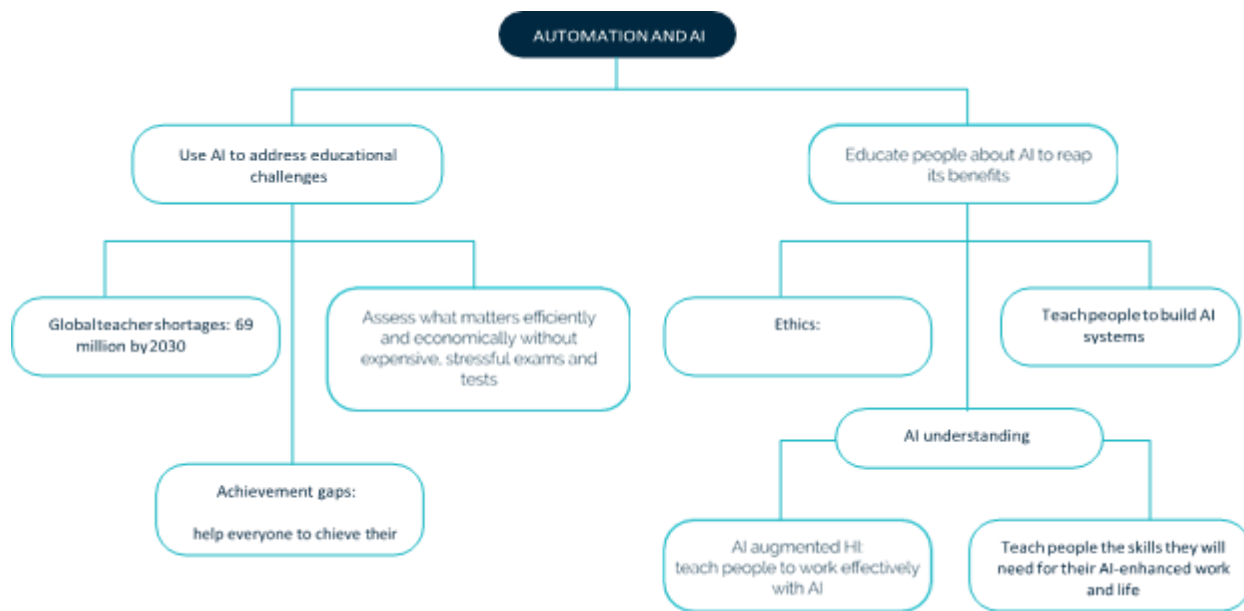 AUTOMATION AND AI
Use AI to address educational
challenges
Educate people about AI to reap
its benefits
Global teacher shortages: 69
million by 2030
Assess what matters efficiently
and economically without
expensive, stressful exams and
tests
Ethics:
Teach people to build AI
systems
AI understanding
Achievement gaps:
help everyone to chieve their
AI augmented HI:
teach people to work effectively
with AI
Teach people the skills they will
need for their AI-enhanced work
and life